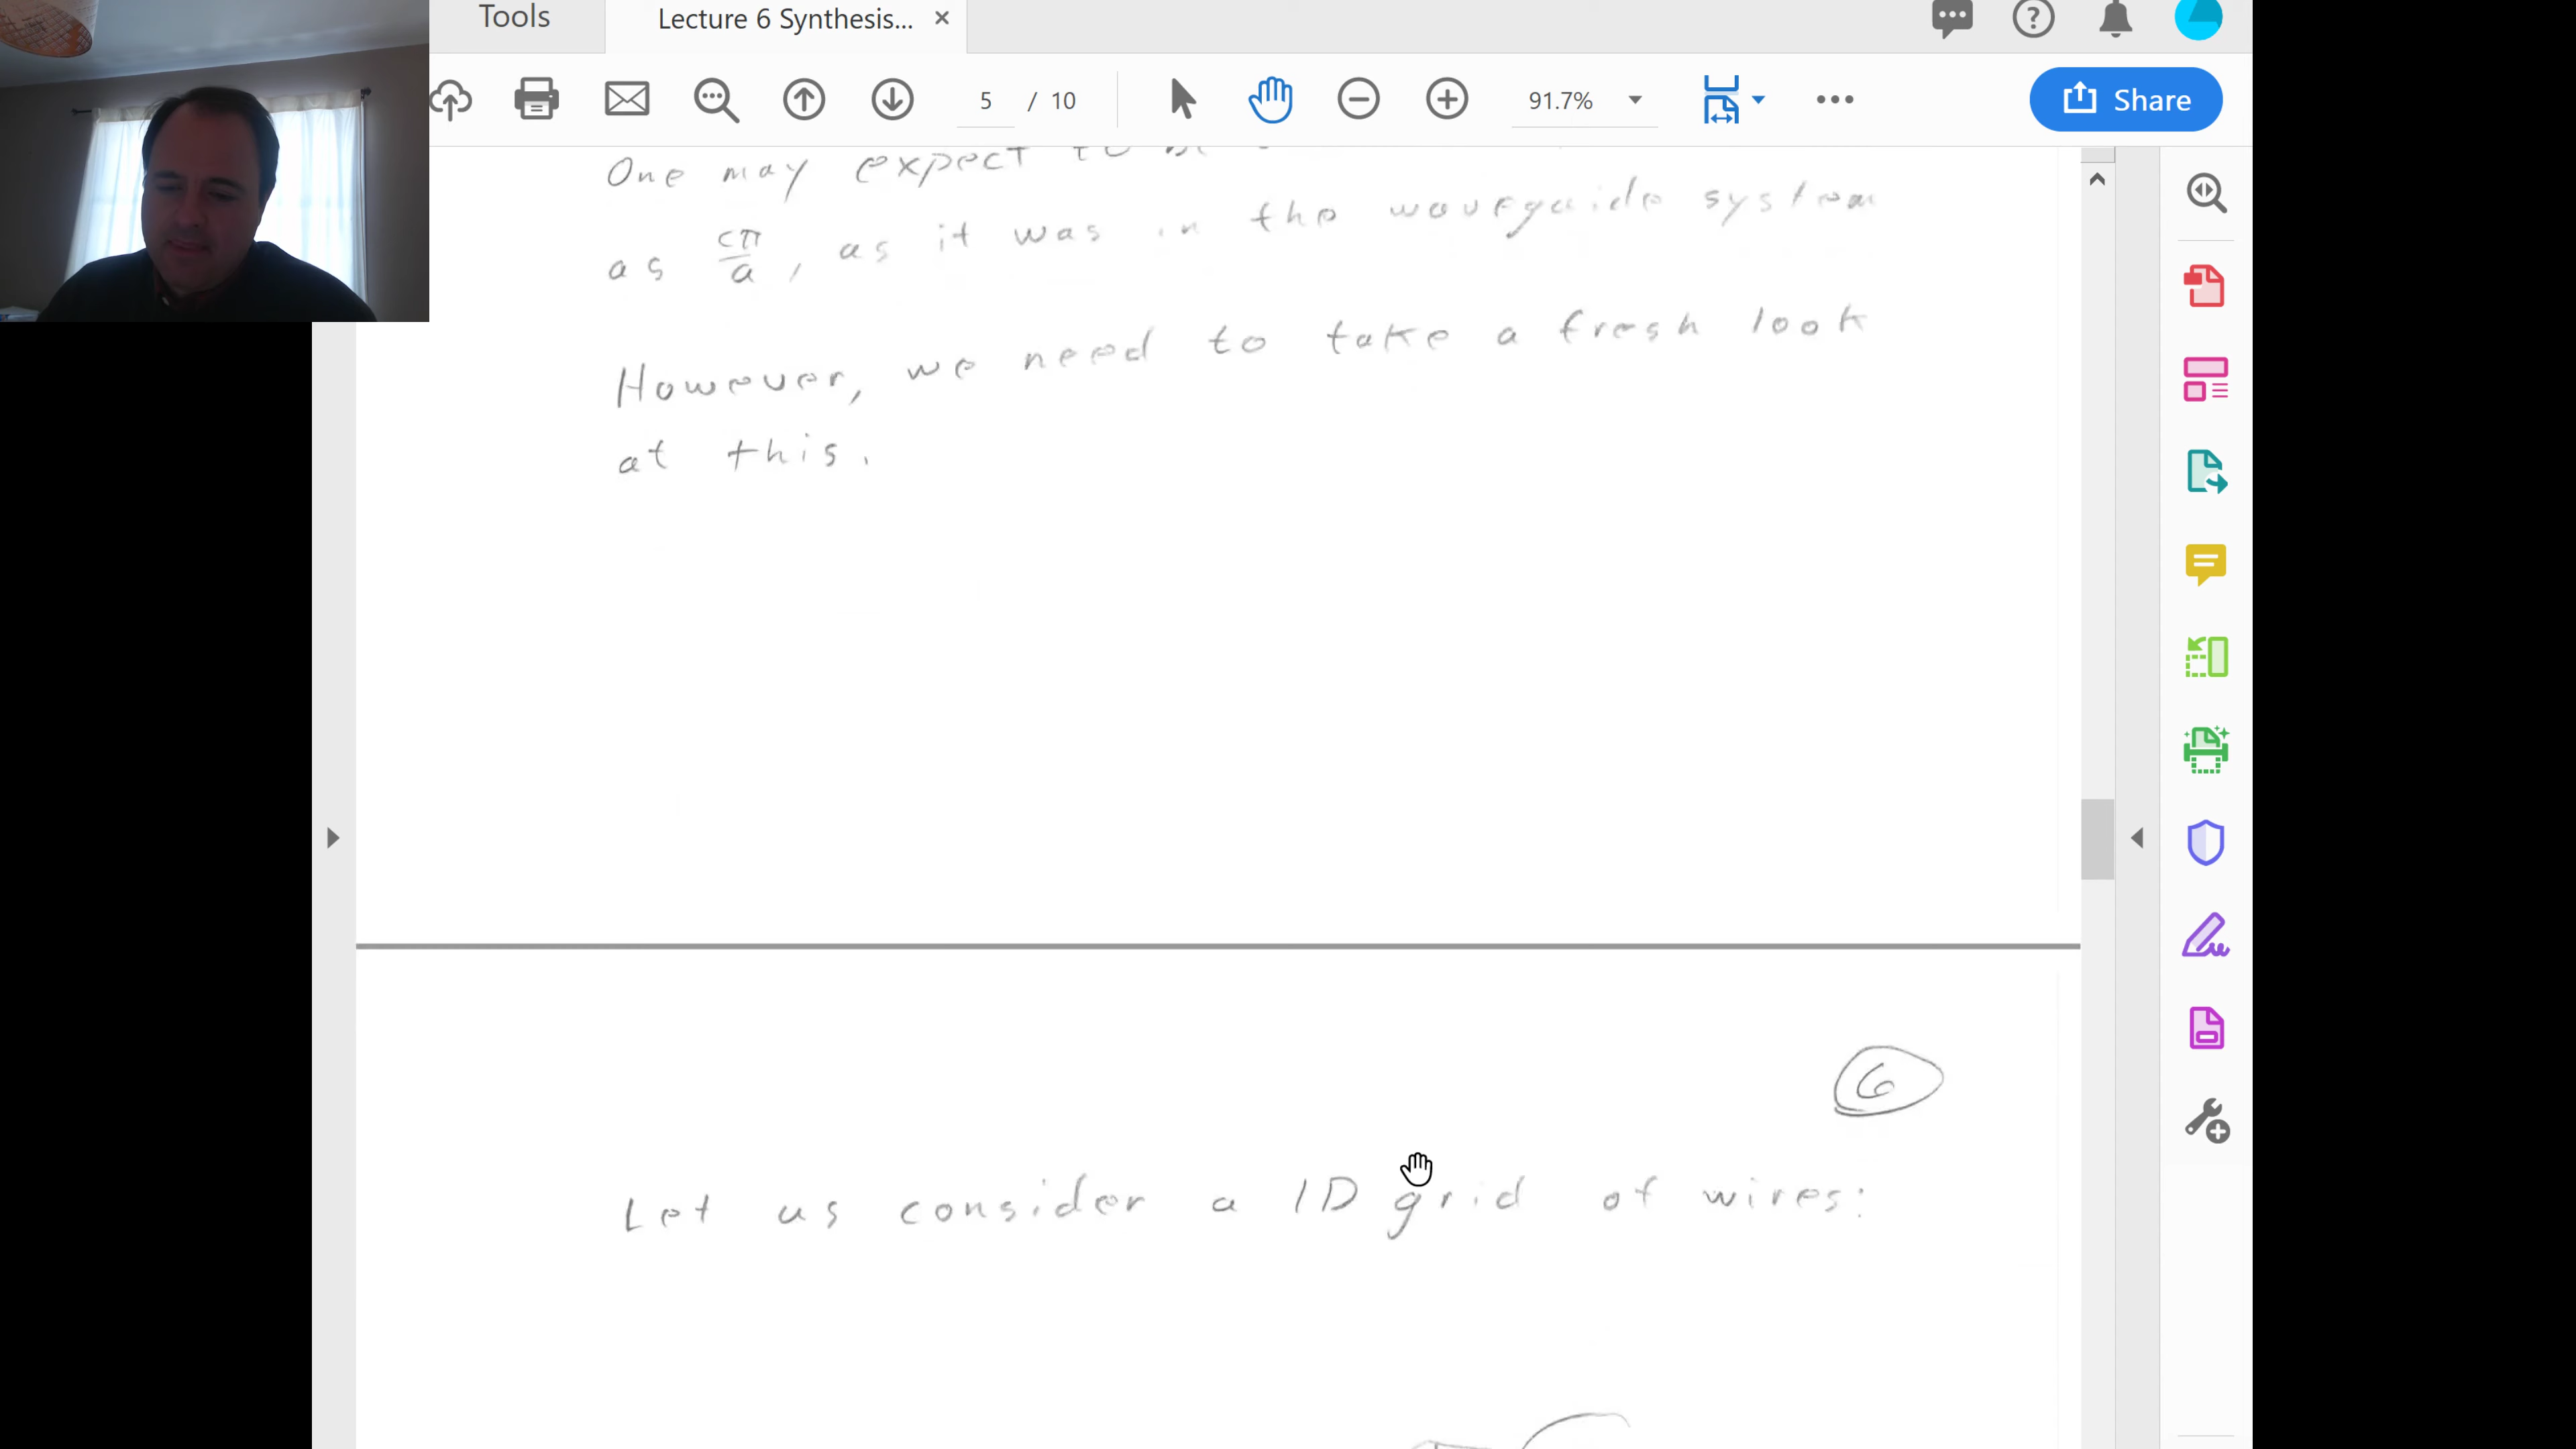 Tools
Lecture 6 Synthesis...
5 / 10
91.7%
Share
One may expect to
as cπ/a, as it was in the waveguide system
However, we need to take a fresh look
at this.
6
Let us consider a 1D grid of wires: